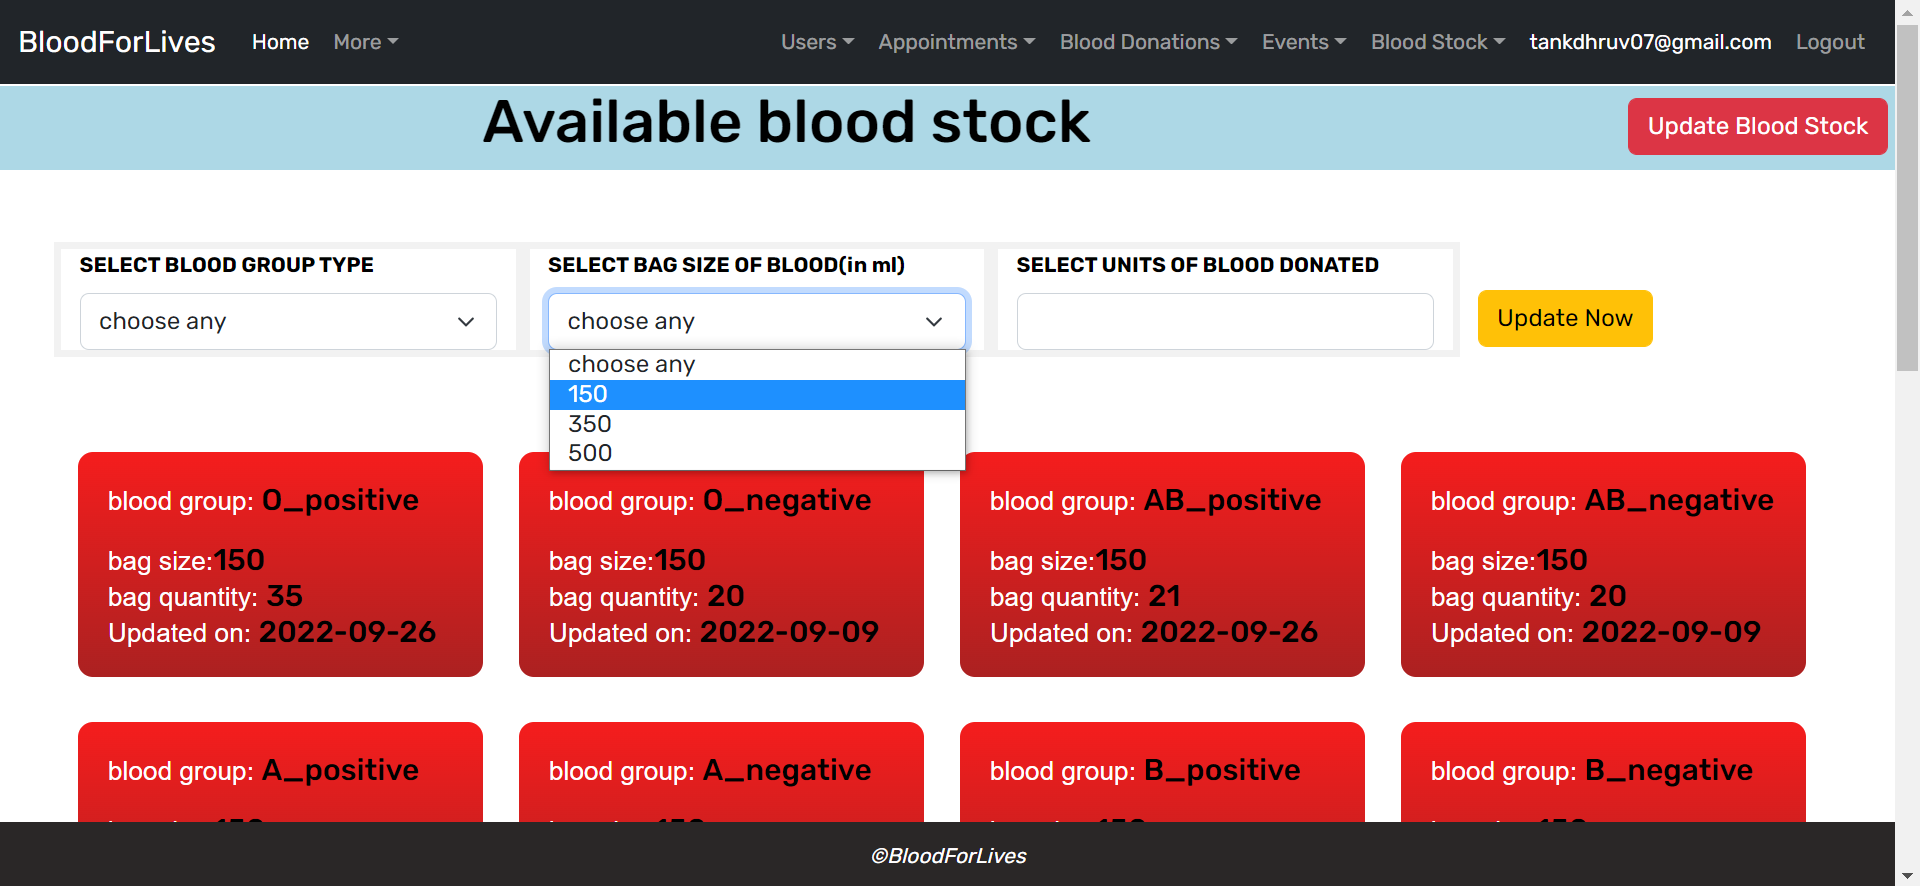 BloodForLives Home More Users Appointments Blood Donations Events Blood Stock tankdhruv07@gmail.com Logout
Available blood stock
Update Blood Stock
SELECT BLOOD GROUP TYPE
choose any
SELECT BAG SIZE OF BLOOD(in ml)
choose any
choose any
150
350
500
SELECT UNITS OF BLOOD DONATED
Update Now
blood group: O_positive
bag size:150
bag quantity: 35
Updated on: 2022-09-26
blood group: O_negative
bag size:150
bag quantity: 20
Updated on: 2022-09-09
blood group: AB_positive
bag size:150
bag quantity: 21
Updated on: 2022-09-26
blood group: AB_negative
bag size:150
bag quantity: 20
Updated on: 2022-09-09
blood group: A_positive
blood group: A_negative
blood group: B_positive
blood group: B_negative
©BloodForLives